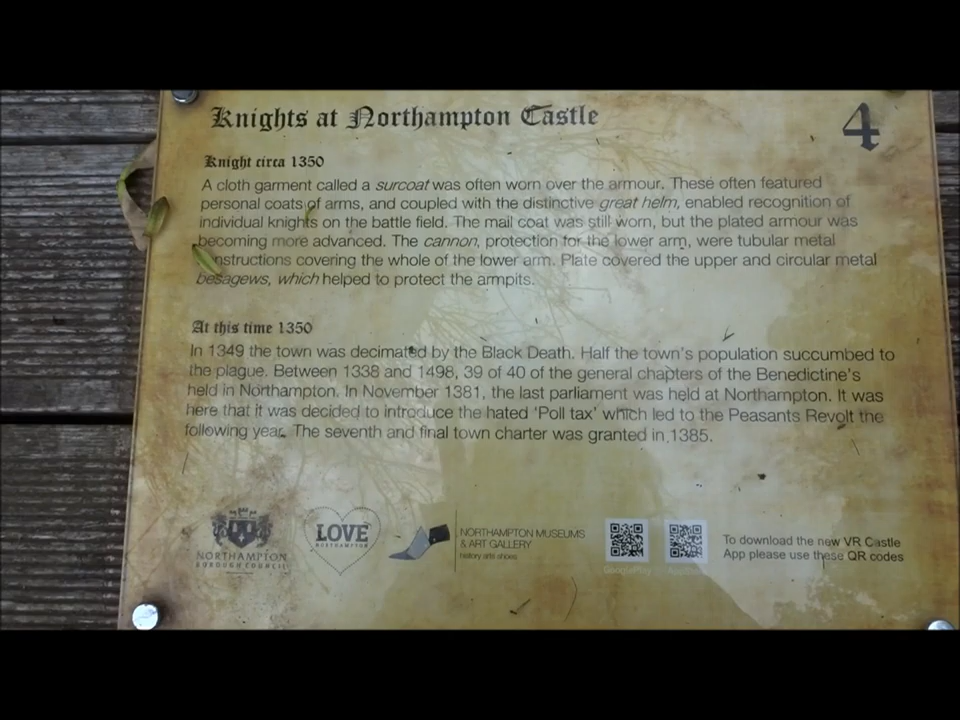 Knights at Northampton Castle
4
Knight circa 1350
A cloth garment called a surcoat was often worn over the armour. These often featured
personal coats of arms, and coupled with the distinctive great helm, enabled recognition of
individual knights on the battle field. The mail coat was still worn, but the plated armour was
becoming more advanced. The cannon, protection for the lower arm, were tubular metal
constructions covering the whole of the lower arm. Plate covered the upper and circular metal
besagews, which helped to protect the armpits.
At this time 1350
In 1349 the town was decimated by the Black Death. Half the town's population succumbed to
the plague. Between 1338 and 1498, 39 of 40 of the general chapters of the Benedictine's
held in Northampton. In November 1381, the last parliament was held at Northampton. It was
here that it was decided to introduce the hated 'Poll tax' which led to the Peasants Revolt the
following year. The seventh and final town charter was granted in 1385.
NORTHAMPTON
BOROUGH COUNCIL
LOVE
NORTHAMPTON
NORTHAMPTON MUSEUMS
& ART GALLERY
history arts shoes
GooglePlay
To download the new VR Castle
App please use these QR codes